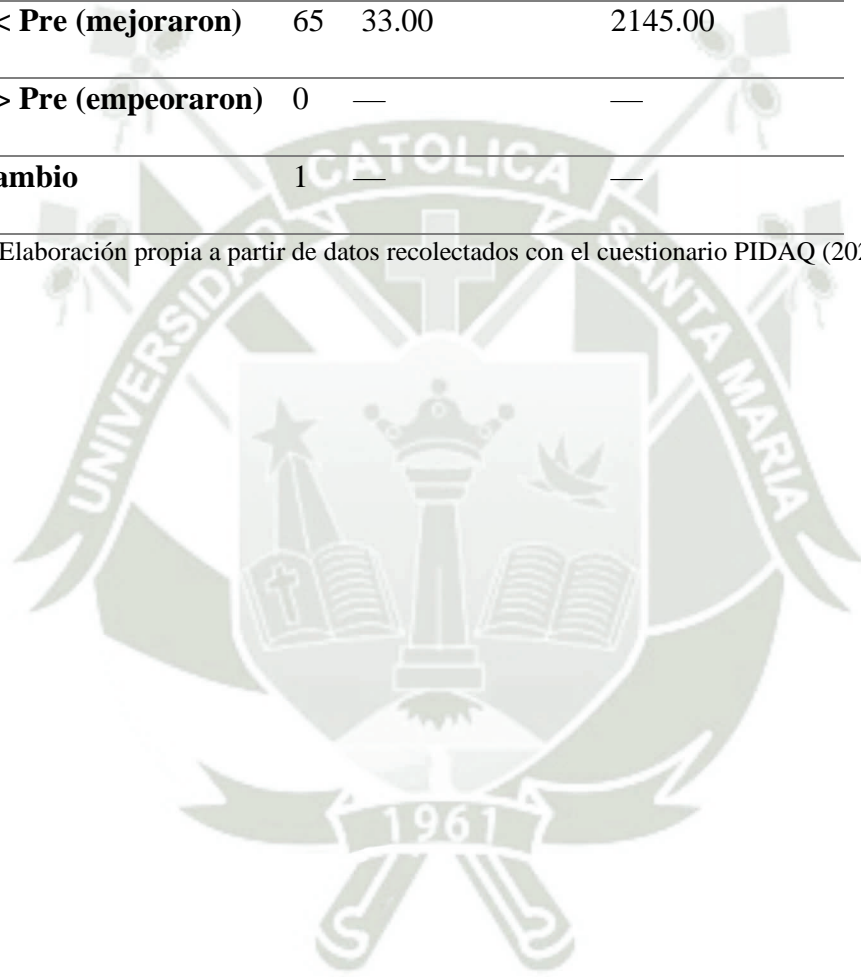 < Pre (mejoraron) 65 33.00 2145.00
> Pre (empeoraron) 0 — —
ambio 1 — —
Elaboración propia a partir de datos recolectados con el cuestionario PIDAQ (202
UNIVERSIDAD CATOLICA SANTA MARIA
1961